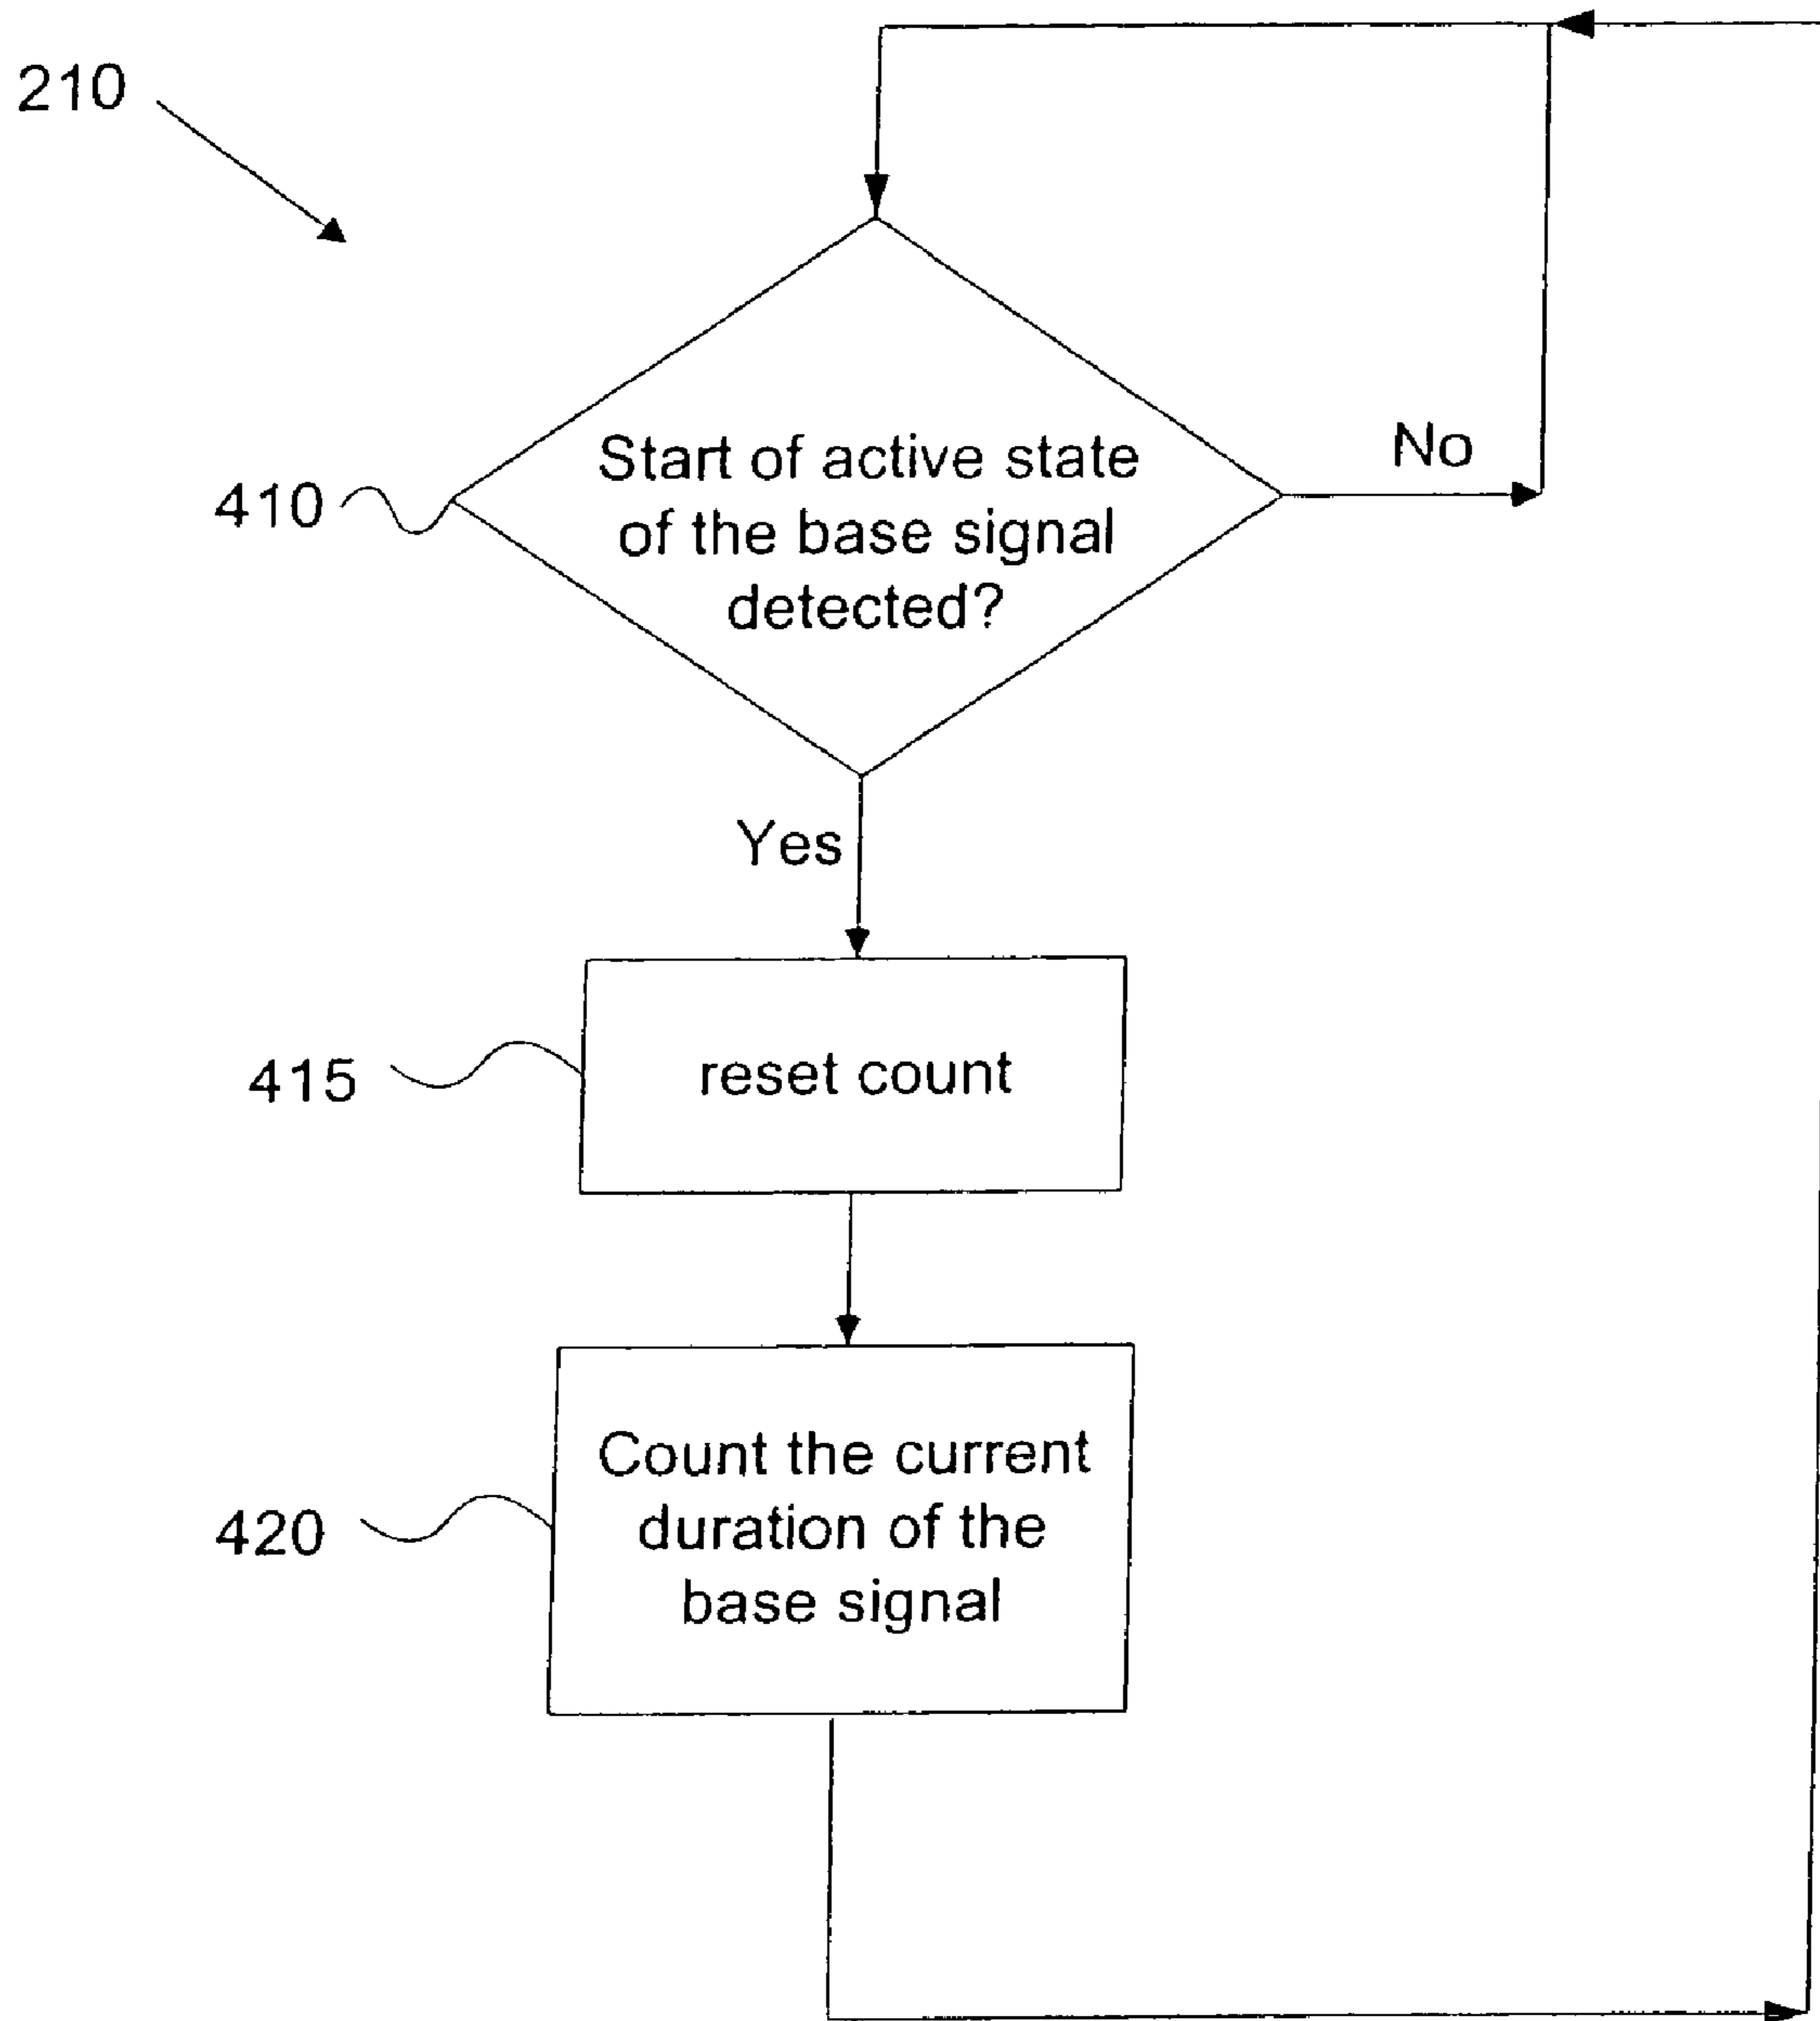 210
410
Start of active state
of the base signal
detected?
No
Yes
415
reset count
420
Count the current
duration of the
base signal